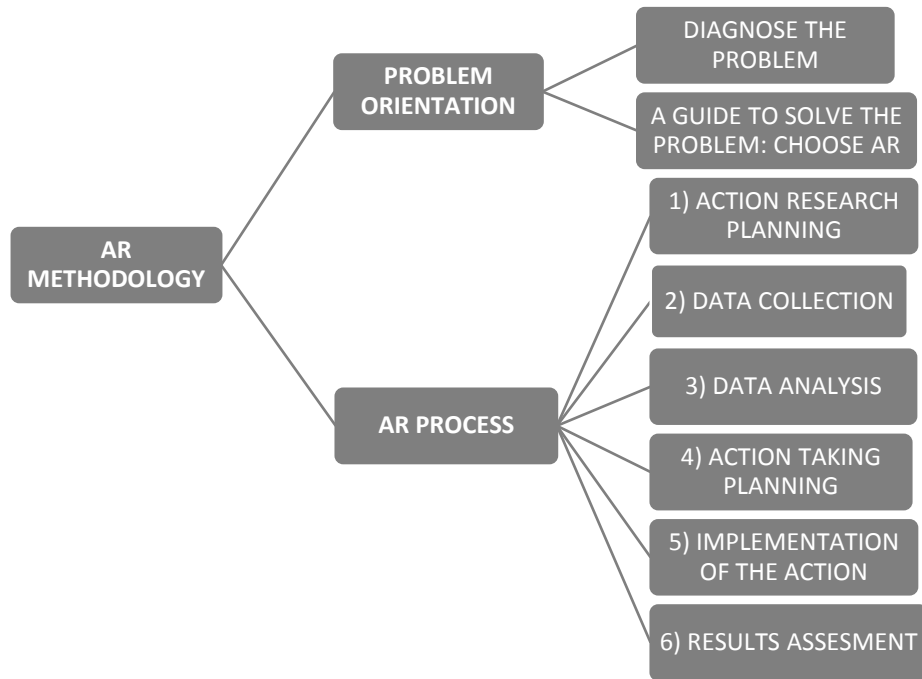 AR
METHODOLOGY
PROBLEM
ORIENTATION
DIAGNOSE THE
PROBLEM
A GUIDE TO SOLVE THE
PROBLEM: CHOOSE AR
AR PROCESS
1) ACTION RESEARCH
PLANNING
2) DATA COLLECTION
3) DATA ANALYSIS
4) ACTION TAKING
PLANNING
5) IMPLEMENTATION
OF THE ACTION
6) RESULTS ASSESMENT